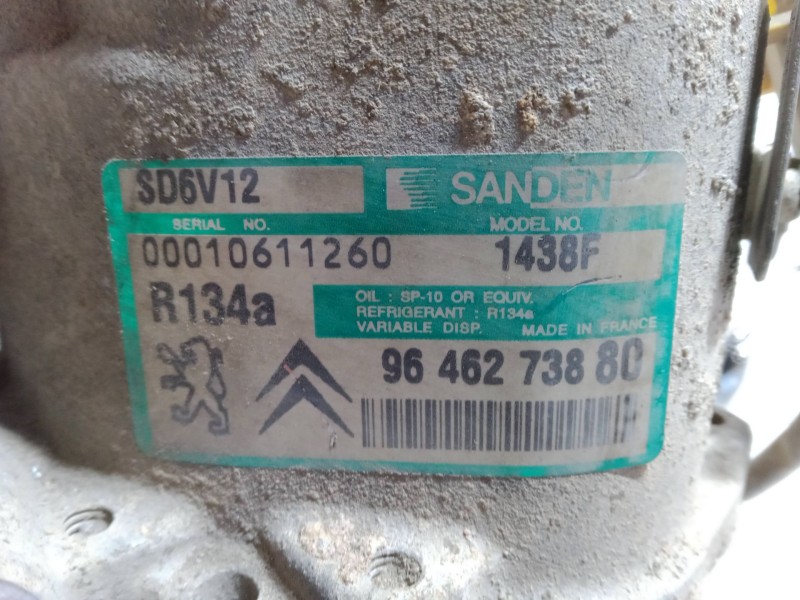 SD6V12 SANDEN
SERIAL NO. MODEL NO.
00010611260 1438F
R134a
OIL : SP-10 OR EQUIV.
REFRIGERANT : R134a
VARIABLE DISP. MADE IN FRANCE
96 462 738 80